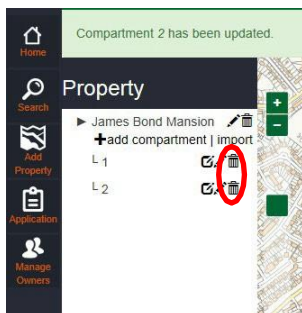 Compartment 2 has been updated.
Home
Search
Add
Property
Application
Manage
Owners
Property
▶ James Bond Mansion
+add compartment | import
└ 1
└ 2
+
−